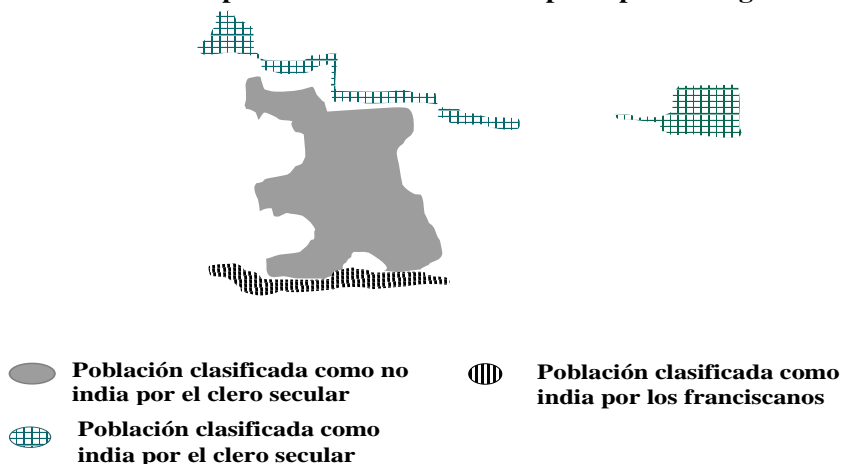 Población clasificada como no
india por el clero secular
Población clasificada como
india por los franciscanos
Población clasificada como
india por el clero secular